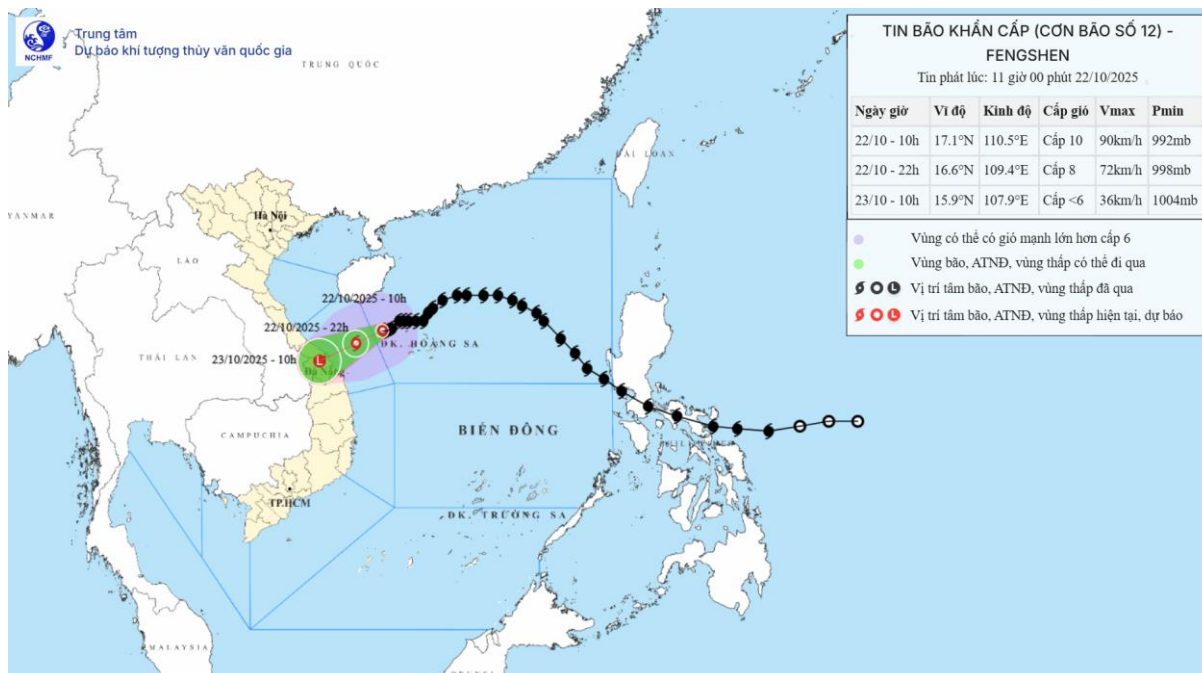 NCHMF
Trung tâm
Dự báo khí tượng thủy văn quốc gia
TIN BÃO KHẨN CẤP (CƠN BÃO SỐ 12) -
FENGSHEN
Tin phát lúc: 11 giờ 00 phút 22/10/2025
Ngày giờ Vĩ độ Kinh độ Cấp gió Vmax Pmin
22/10 - 10h 17.1°N 110.5°E Cấp 10 90km/h 992mb
22/10 - 22h 16.6°N 109.4°E Cấp 8 72km/h 998mb
23/10 - 10h 15.9°N 107.9°E Cấp <6 36km/h 1004mb
Vùng có thể có gió mạnh lớn hơn cấp 6
Vùng bão, ATNĐ, vùng thấp có thể đi qua
Vị trí tâm bão, ATNĐ, vùng thấp đã qua
Vị trí tâm bão, ATNĐ, vùng thấp hiện tại, dự báo
TRUNG QUỐC
ĐÀI LOAN
Hà Nội
LÀO
22/10/2025 - 10h
22/10/2025 - 22h
ĐK. HOÀNG SA
THÁI LAN
23/10/2025 - 10h
L
Đà Nẵng
CAMPUCHIA
BIỂN ĐÔNG
TP.HCM
ĐK. TRƯỜNG SA
MALAYSIA